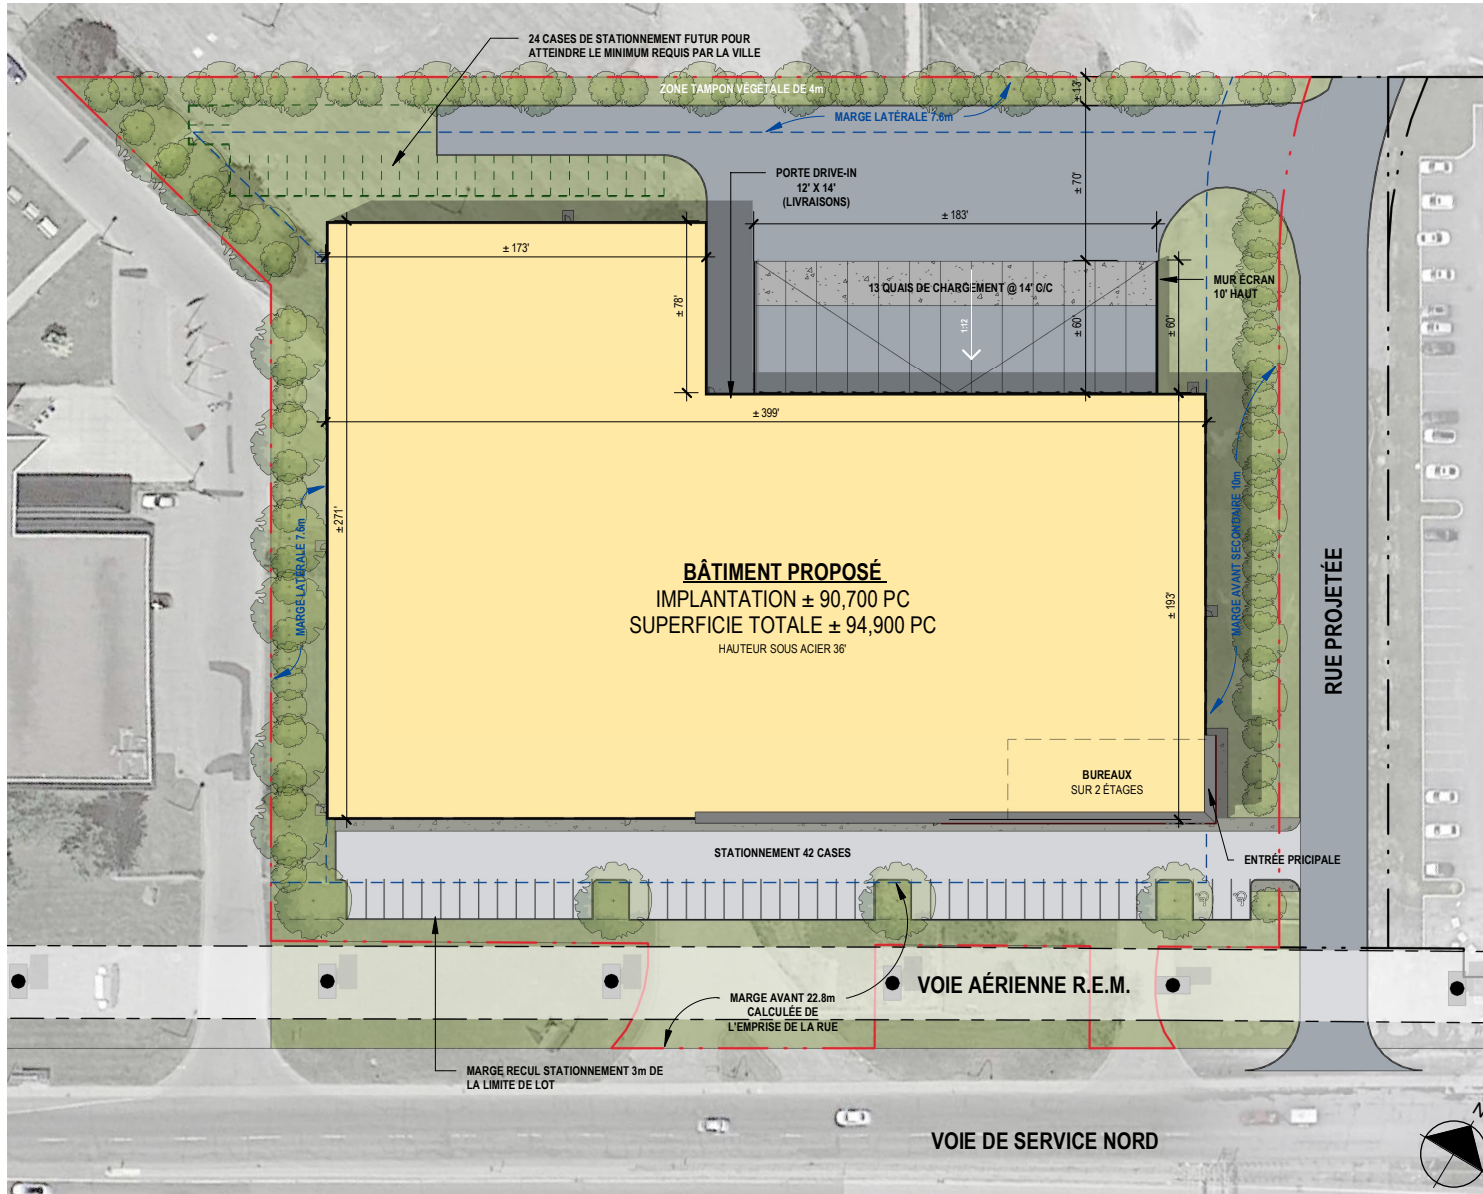 24 CASES DE STATIONNEMENT FUTUR POUR
ATTEINDRE LE MINIMUM REQUIS PAR LA VILLE
ZONE TAMPON VÉGÉTALE DE 4m
± 13'
MARGE LATÉRALE 7.6m
PORTE DRIVE-IN
12' X 14'
(LIVRAISONS)
± 70'
± 183'
± 173'
13 QUAIS DE CHARGEMENT @ 14' C/C
MUR ÉCRAN
10' HAUT
± 78'
1:12
± 60'
± 60'
± 399'
± 271'
MARGE LATÉRALE 7.6m
MARGE AVANT SECONDAIRE 10m
BÂTIMENT PROPOSÉ
IMPLANTATION ± 90,700 PC
SUPERFICIE TOTALE ± 94,900 PC
HAUTEUR SOUS ACIER 36'
± 193'
RUE PROJETÉE
BUREAUX
SUR 2 ÉTAGES
STATIONNEMENT 42 CASES
ENTRÉE PRICIPALE
VOIE AÉRIENNE R.E.M.
MARGE AVANT 22.8m
CALCULÉE DE
L'EMPRISE DE LA RUE
MARGE RECUL STATIONNEMENT 3m DE
LA LIMITE DE LOT
VOIE DE SERVICE NORD
N